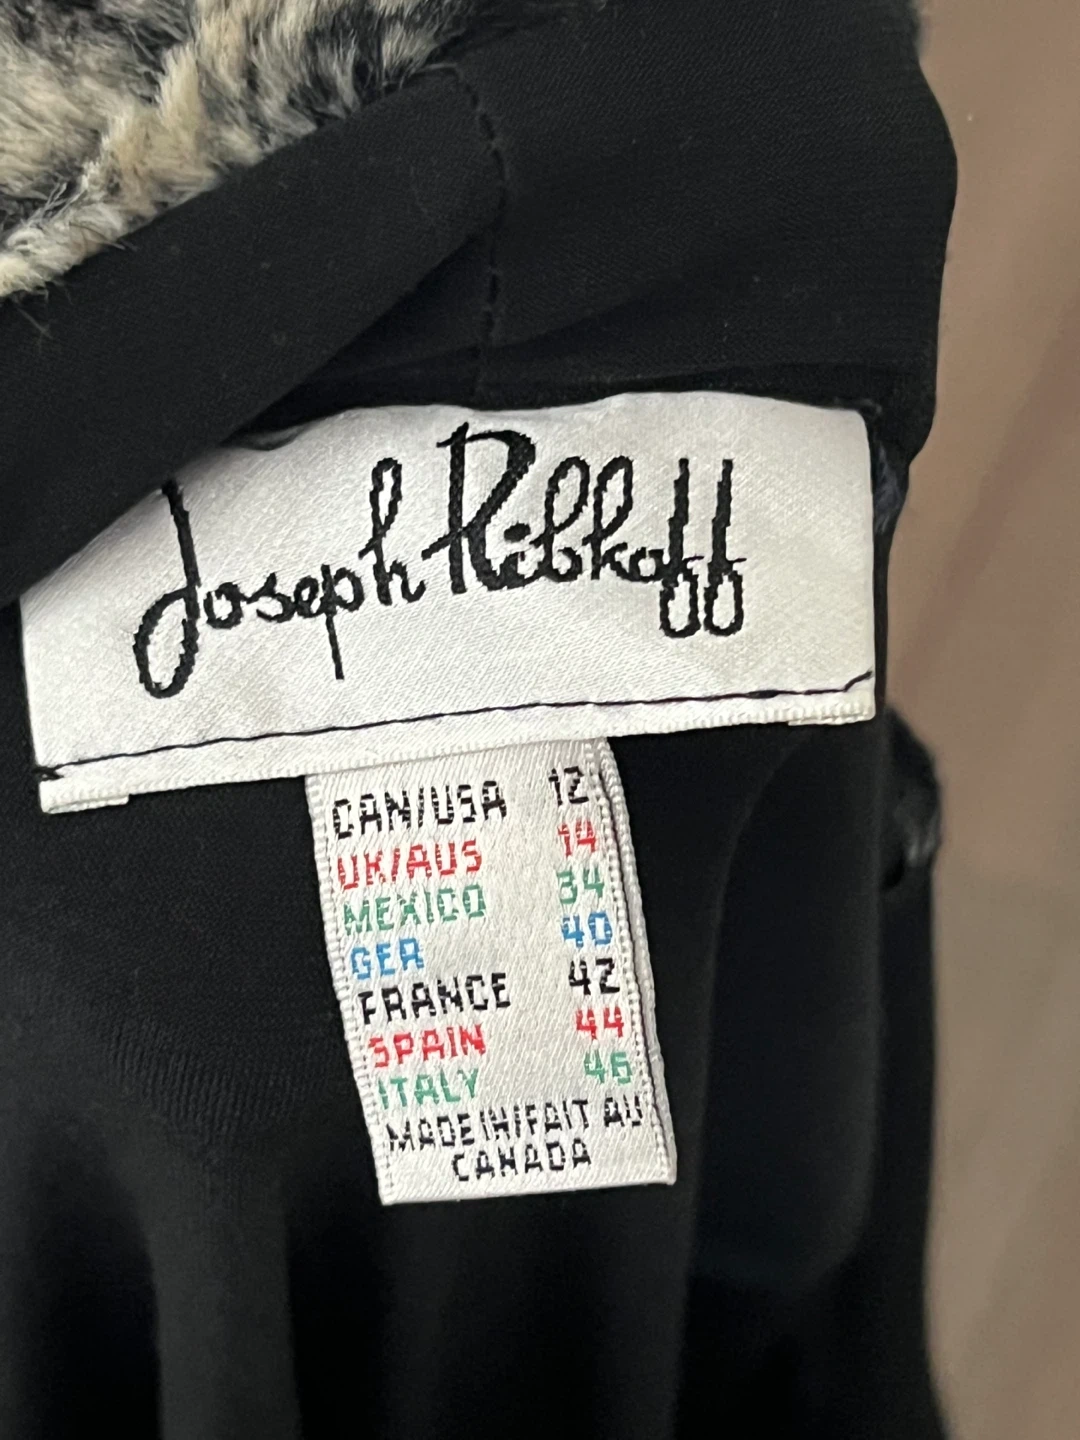 Joseph Ribkoff
CAN/USA 12
UK/AUS 14
MEXICO 34
GER 40
FRANCE 42
SPAIN 44
ITALY 46
MADE IN/FAIT AU
CANADA